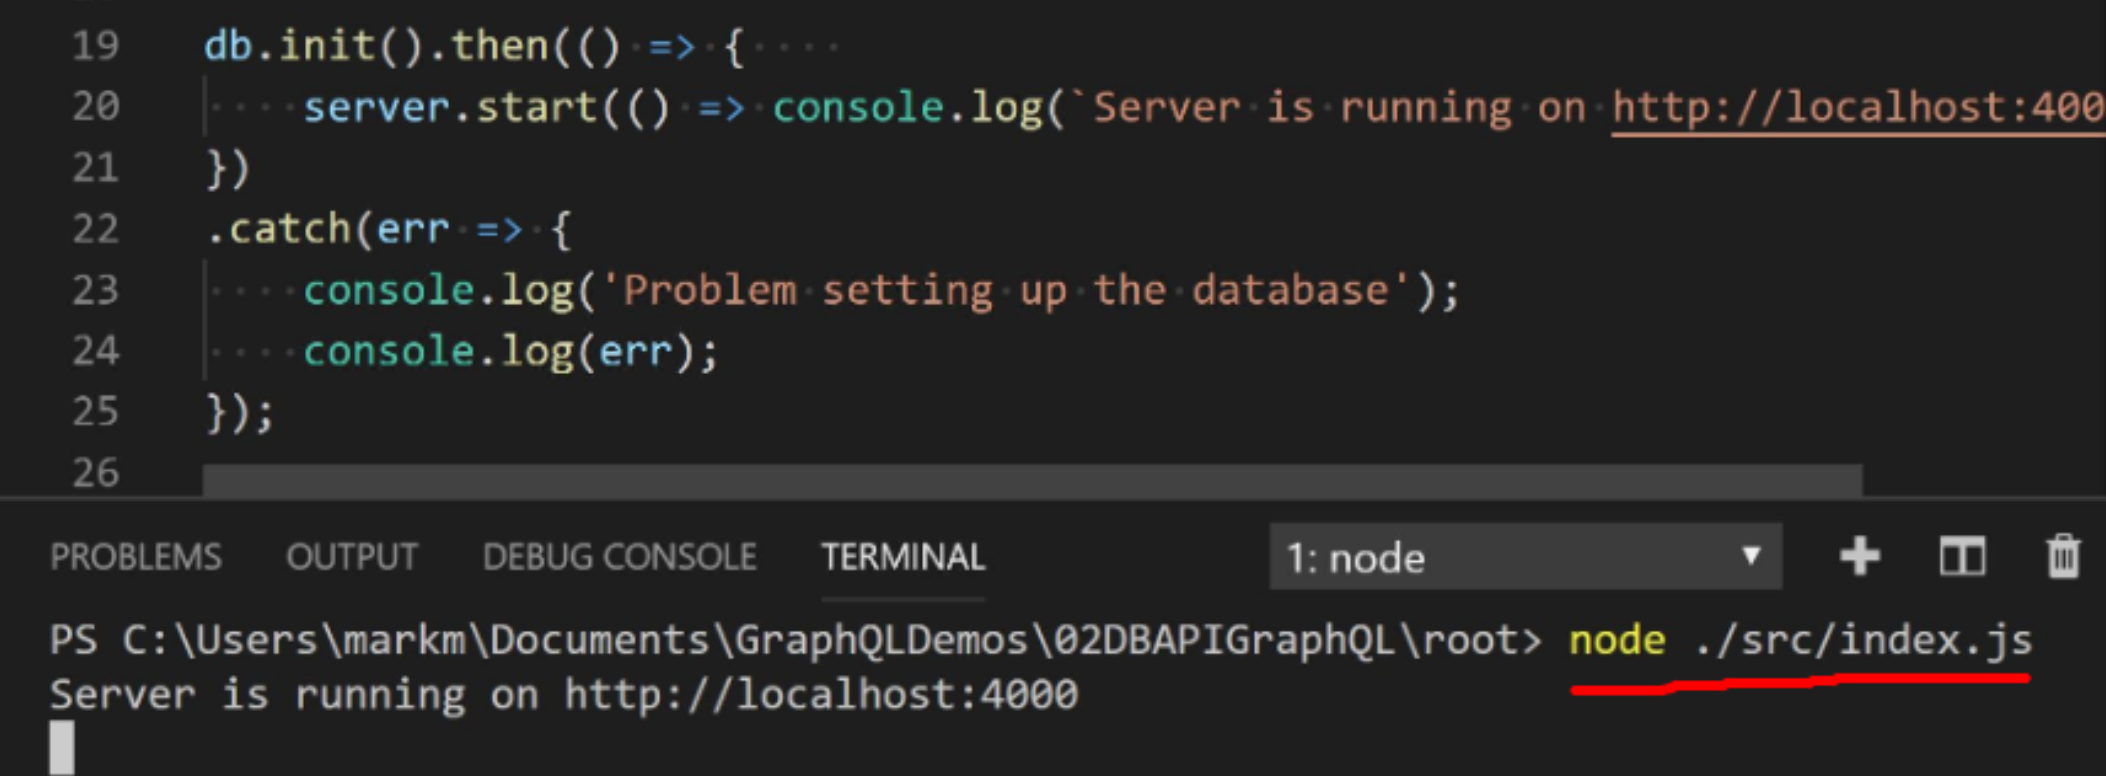 19 db.init().then(() => {
20 server.start(() => console.log(`Server is running on http://localhost:400
21 })
22 .catch(err => {
23 console.log('Problem setting up the database');
24 console.log(err);
25 });
26
PROBLEMS OUTPUT DEBUG CONSOLE TERMINAL 1: node
PS C:\Users\markm\Documents\GraphQLDemos\02DBAPIGraphQL\root> node ./src/index.js
Server is running on http://localhost:4000